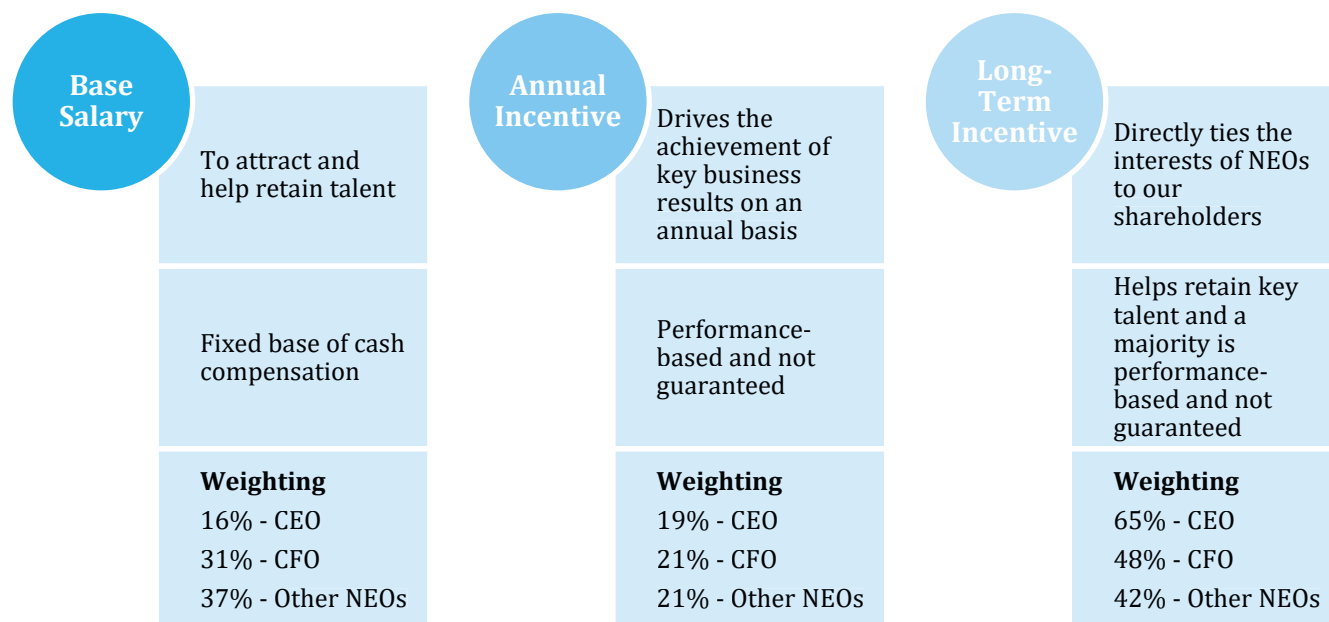 Base
Salary
To attract and
help retain talent
Fixed base of cash
compensation
Weighting
16% - CEO
31% - CFO
37% - Other NEOs
Annual
Incentive
Drives the
achievement of
key business
results on an
annual basis
Performance-
based and not
guaranteed
Weighting
19% - CEO
21% - CFO
21% - Other NEOs
Long-
Term
Incentive
Directly ties the
interests of NEOs
to our
shareholders
Helps retain key
talent and a
majority is
performance-
based and not
guaranteed
Weighting
65% - CEO
48% - CFO
42% - Other NEOs